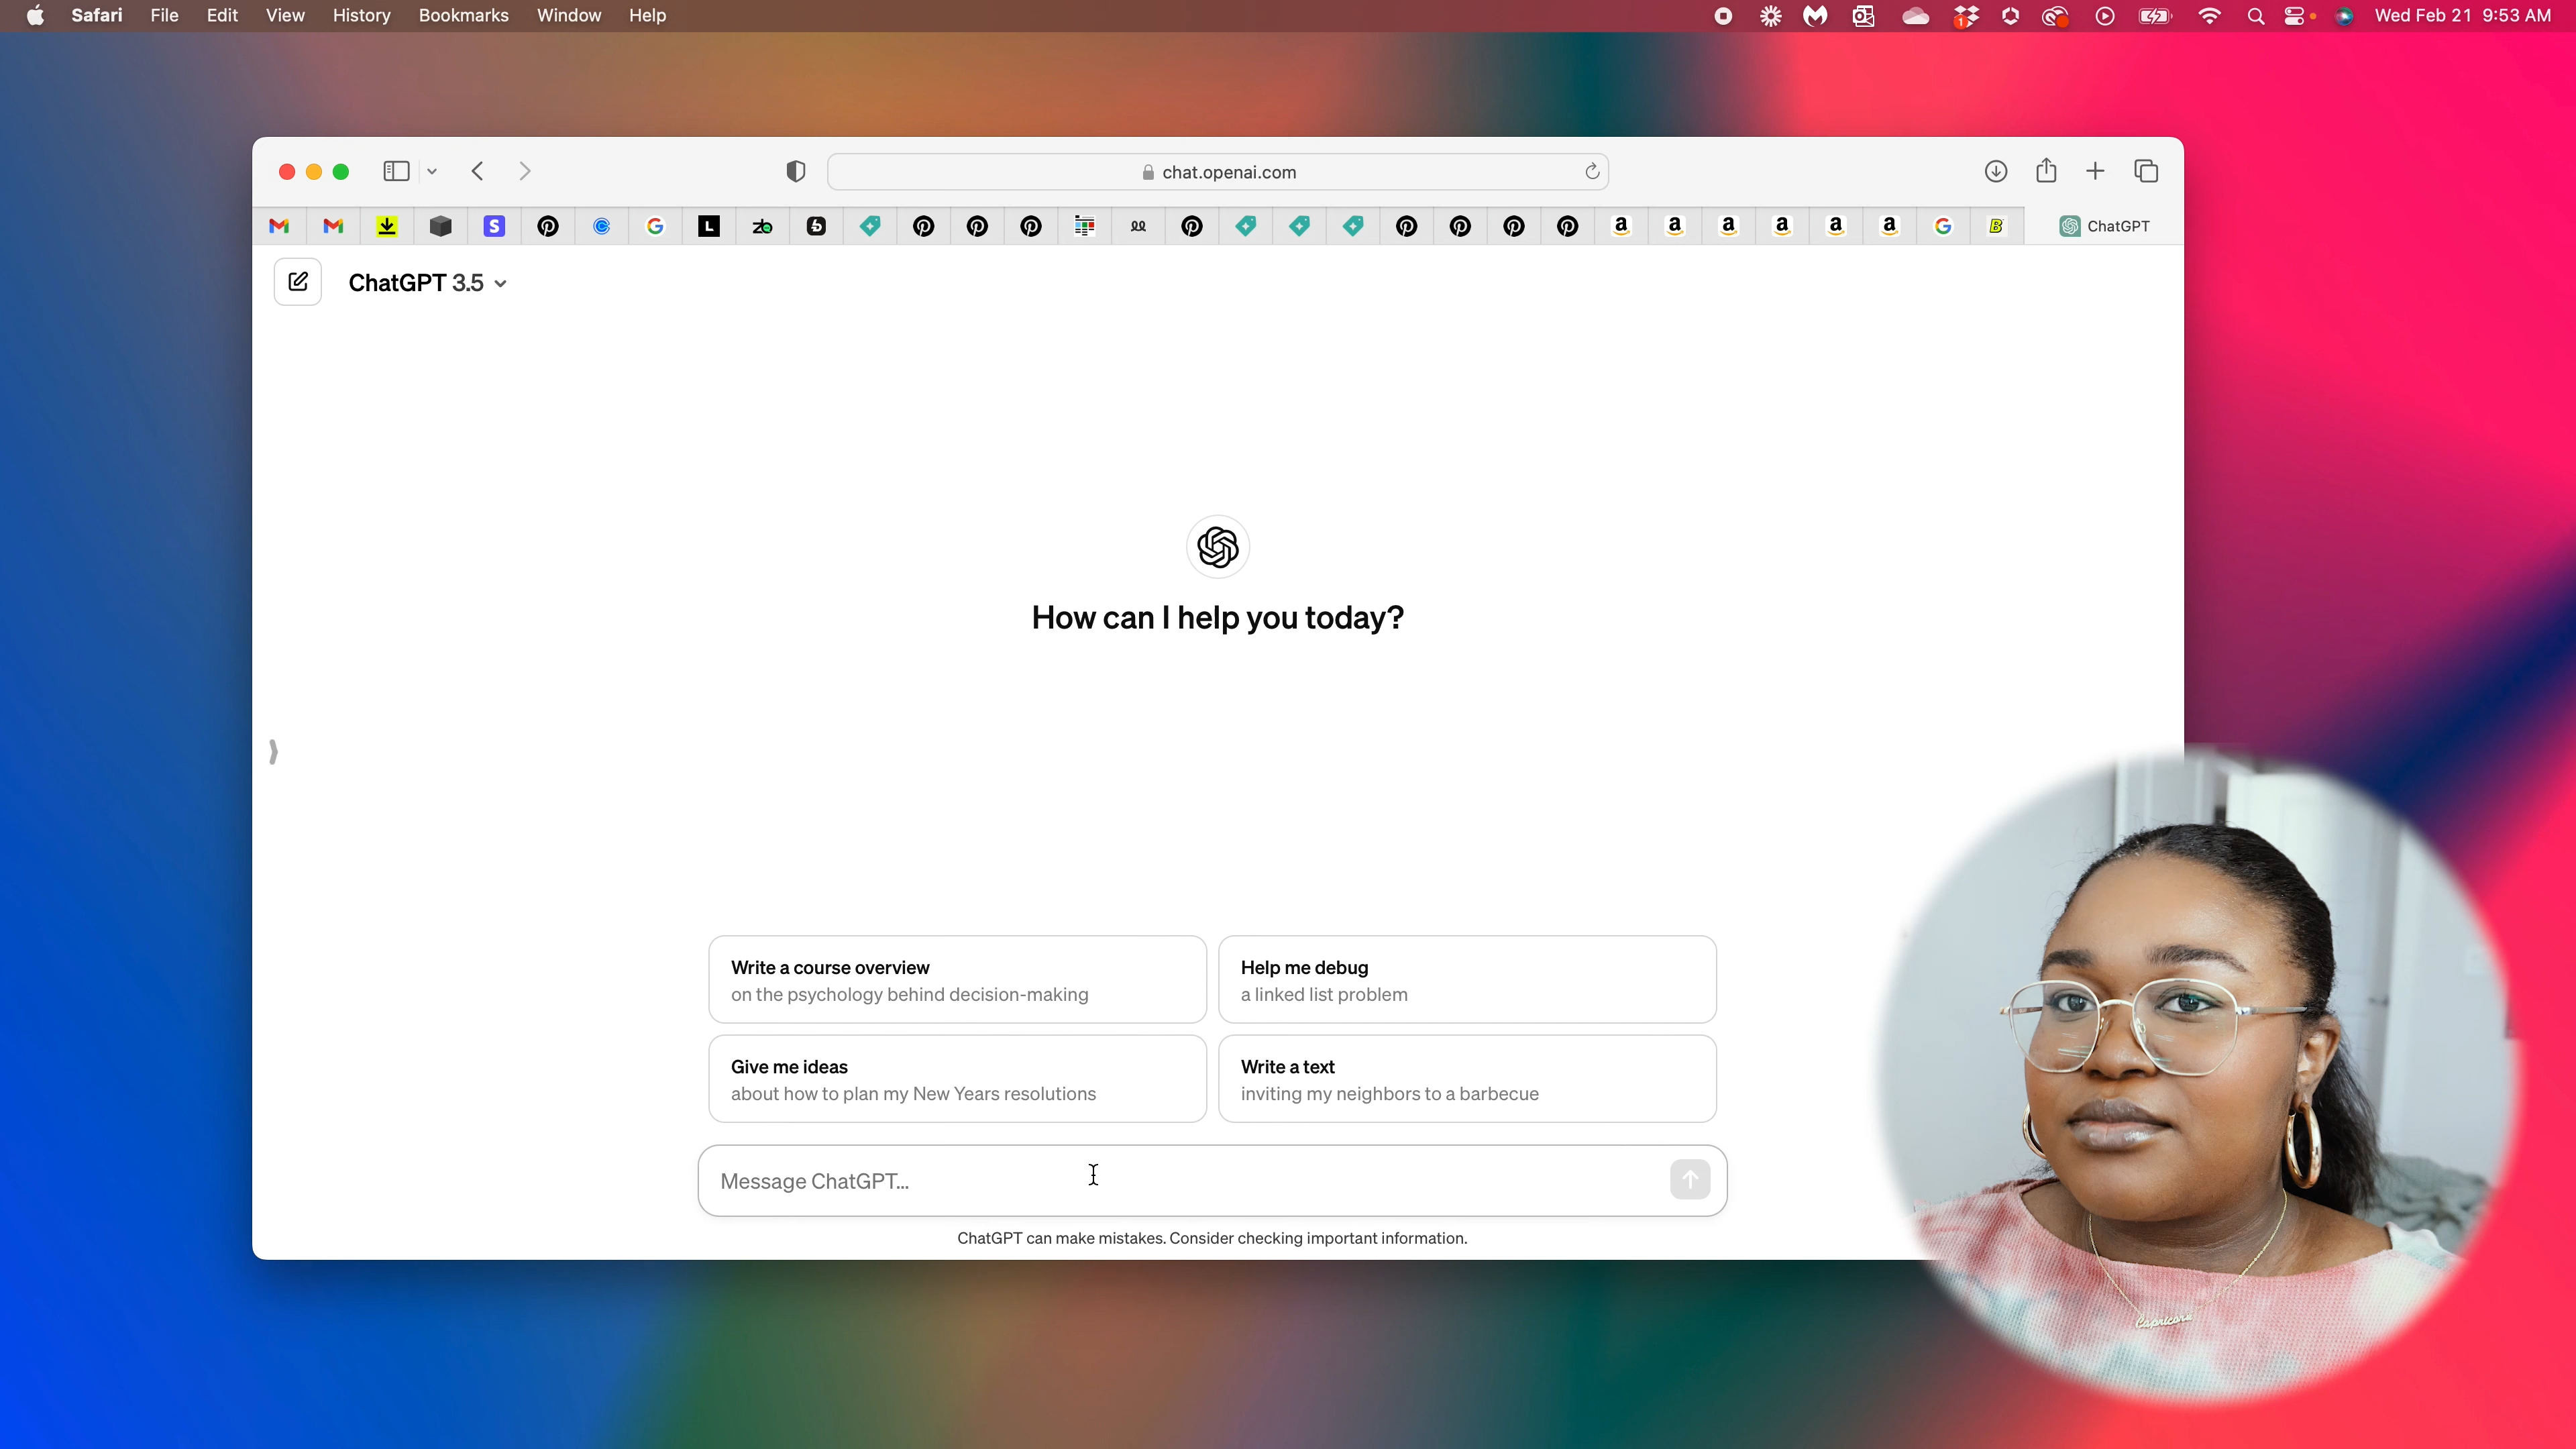 Safari File Edit View History Bookmarks Window Help
1
Wed Feb 21 9:53 AM
chat.openai.com
S
L
B
ChatGPT
ChatGPT 3.5
How can I help you today?
Write a course overview
on the psychology behind decision-making
Help me debug
a linked list problem
Give me ideas
about how to plan my New Years resolutions
Write a text
inviting my neighbors to a barbecue
Message ChatGPT...
ChatGPT can make mistakes. Consider checking important information.
Capricorn